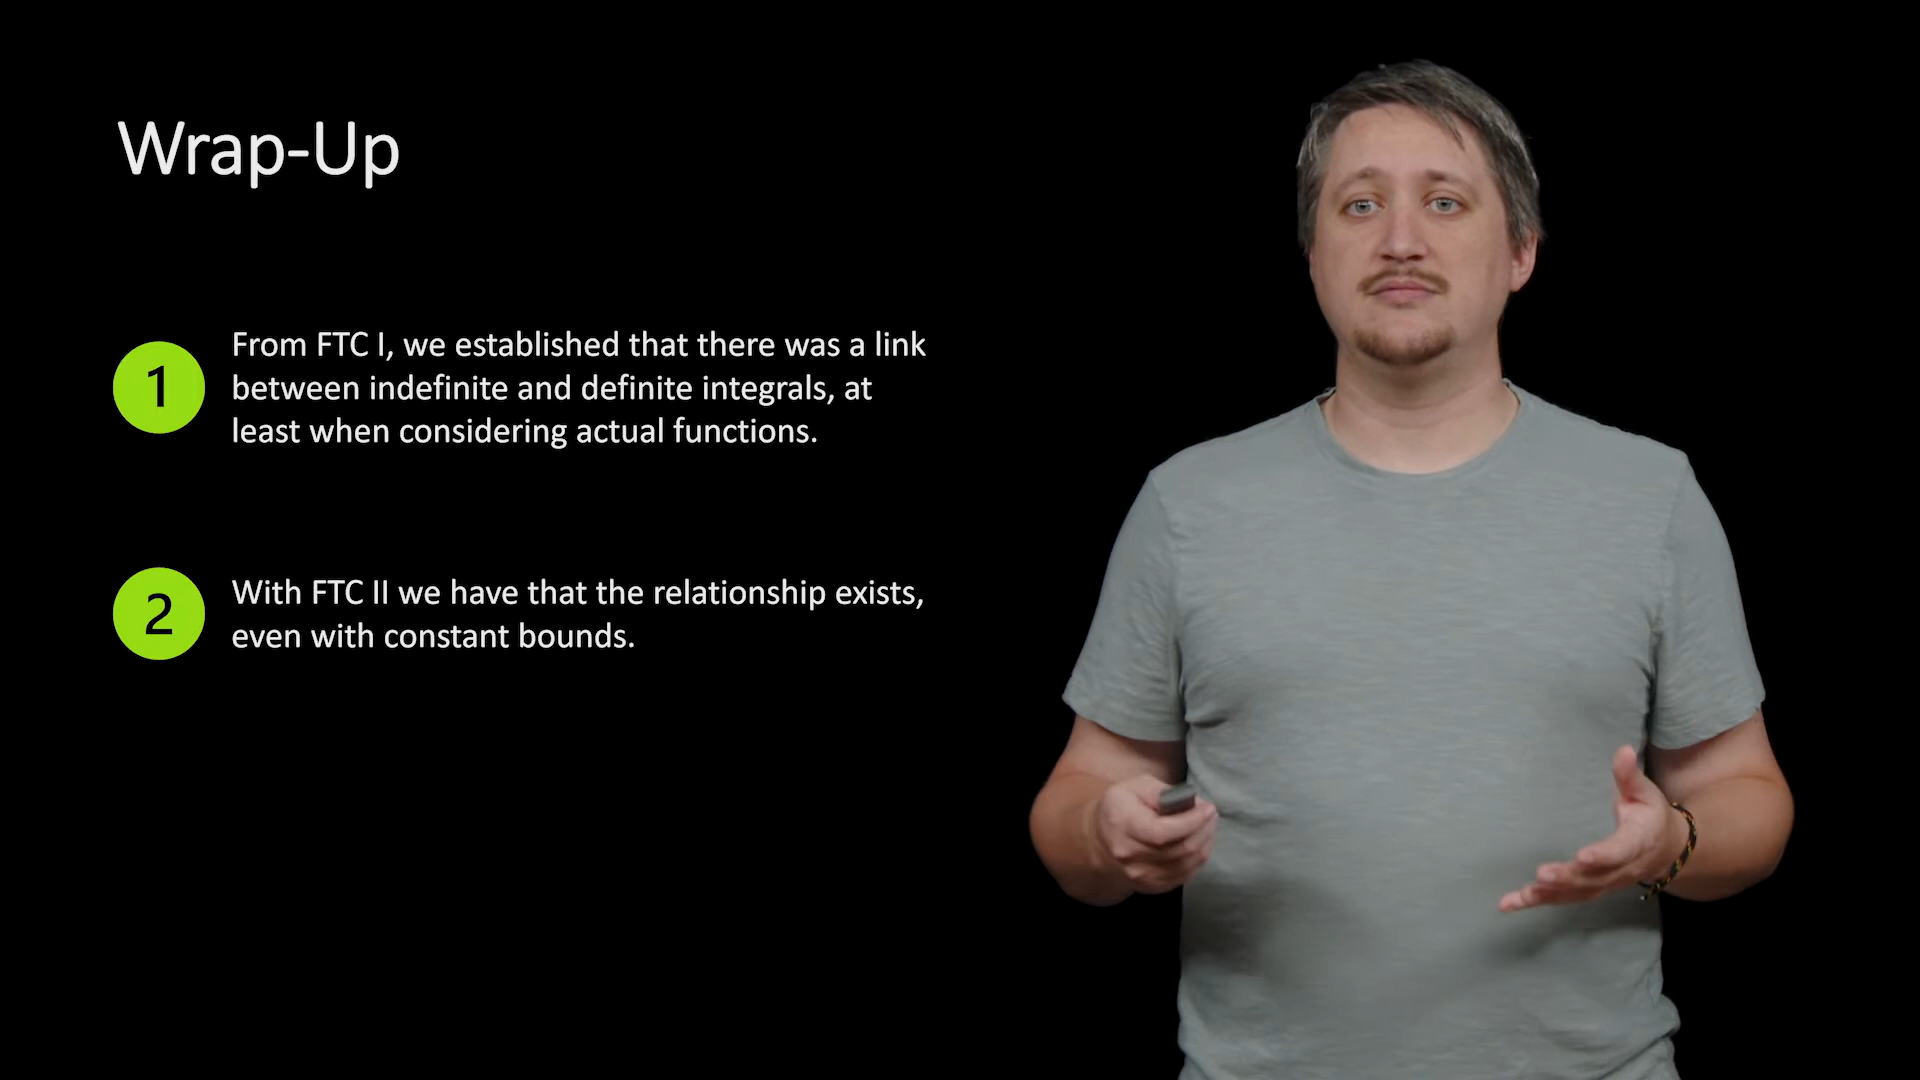 Wrap-Up
1
From FTC I, we established that there was a link
between indefinite and definite integrals, at
least when considering actual functions.
2
With FTC II we have that the relationship exists,
even with constant bounds.